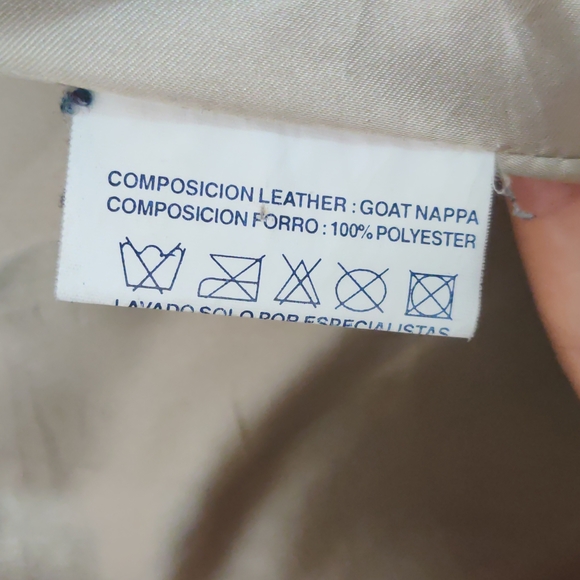 COMPOSICION LEATHER : GOAT NAPPA
COMPOSICION FORRO : 100% POLYESTER
LAVADO SOLO POR ESPECIALISTAS